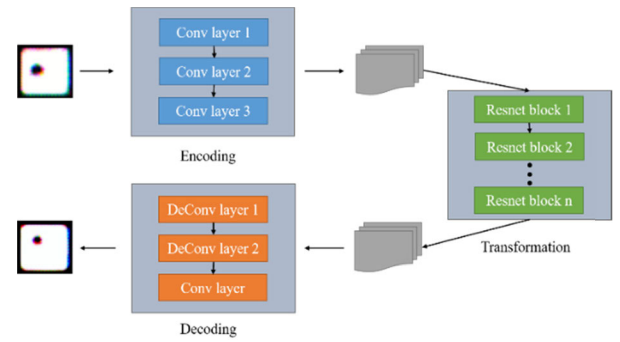 Conv layer 1
Conv layer 2
Conv layer 3
Encoding
Resnet block 1
Resnet block 2
Resnet block n
Transformation
DeConv layer 1
DeConv layer 2
Conv layer
Decoding